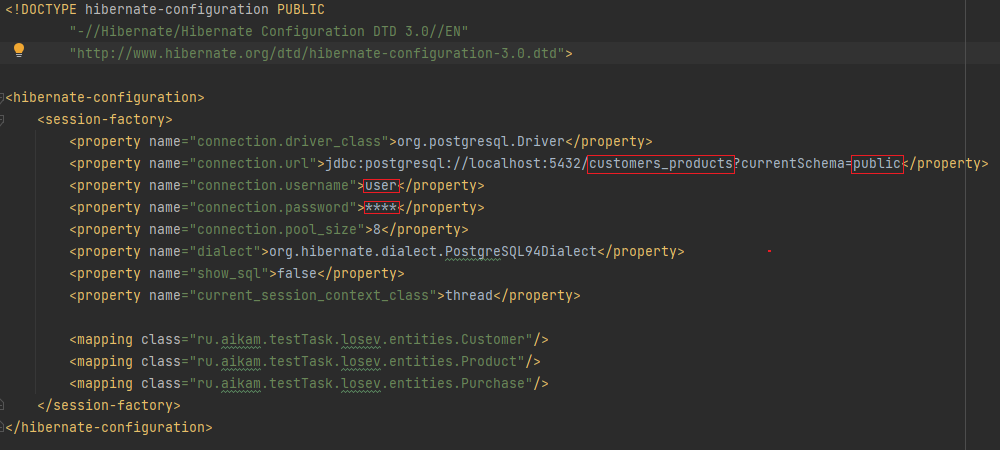 <!DOCTYPE hibernate-configuration PUBLIC
"-//Hibernate/Hibernate Configuration DTD 3.0//EN"
"http://www.hibernate.org/dtd/hibernate-configuration-3.0.dtd">
<hibernate-configuration>
<session-factory>
<property name="connection.driver_class">org.postgresql.Driver</property>
<property name="connection.url">jdbc:postgresql://localhost:5432/customers_products?currentSchema=public</property>
<property name="connection.username">user</property>
<property name="connection.password">****</property>
<property name="connection.pool_size">8</property>
<property name="dialect">org.hibernate.dialect.PostgreSQL94Dialect</property>
<property name="show_sql">false</property>
<property name="current_session_context_class">thread</property>
<mapping class="ru.aikam.testTask.losev.entities.Customer"/>
<mapping class="ru.aikam.testTask.losev.entities.Product"/>
<mapping class="ru.aikam.testTask.losev.entities.Purchase"/>
</session-factory>
</hibernate-configuration>